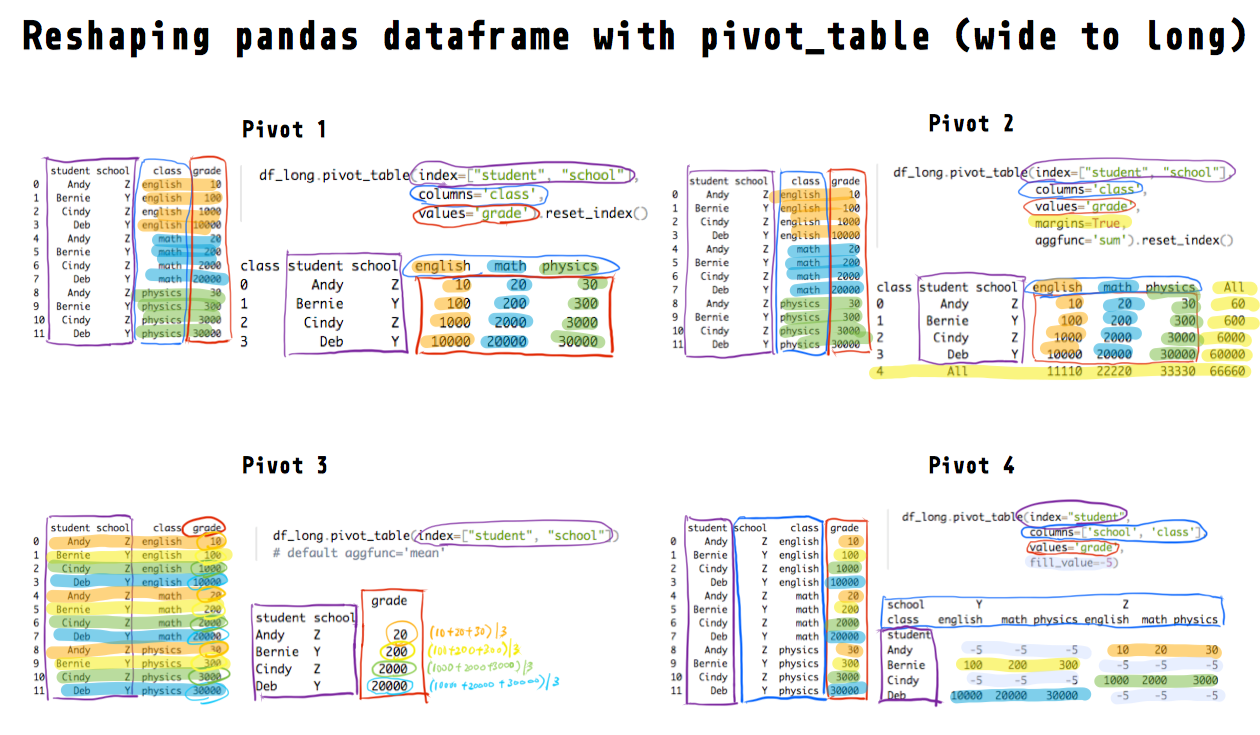 Reshaping pandas dataframe with pivot_table (wide to long)
Pivot 1
student school class grade
0 Andy Z english 10
1 Bernie Y english 100
2 Cindy Z english 1000
3 Deb Y english 10000
4 Andy Z math 20
5 Bernie Y math 200
6 Cindy Z math 2000
7 Deb Y math 20000
8 Andy Z physics 30
9 Bernie Y physics 300
10 Cindy Z physics 3000
11 Deb Y physics 30000
df_long.pivot_table(index=["student", "school"],
columns='class',
values='grade').reset_index()
class student school english math physics
0 Andy Z 10 20 30
1 Bernie Y 100 200 300
2 Cindy Z 1000 2000 3000
3 Deb Y 10000 20000 30000
Pivot 2
student school class grade
0 Andy Z english 10
1 Bernie Y english 100
2 Cindy Z english 1000
3 Deb Y english 10000
4 Andy Z math 20
5 Bernie Y math 200
6 Cindy Z math 2000
7 Deb Y math 20000
8 Andy Z physics 30
9 Bernie Y physics 300
10 Cindy Z physics 3000
11 Deb Y physics 30000
df_long.pivot_table(index=["student", "school"],
columns='class',
values='grade',
margins=True,
aggfunc='sum').reset_index()
class student school english math physics All
0 Andy Z 10 20 30 60
1 Bernie Y 100 200 300 600
2 Cindy Z 1000 2000 3000 6000
3 Deb Y 10000 20000 30000 60000
4 All 11110 22220 33330 66660
Pivot 3
student school class grade
0 Andy Z english 10
1 Bernie Y english 100
2 Cindy Z english 1000
3 Deb Y english 10000
4 Andy Z math 20
5 Bernie Y math 200
6 Cindy Z math 2000
7 Deb Y math 20000
8 Andy Z physics 30
9 Bernie Y physics 300
10 Cindy Z physics 3000
11 Deb Y physics 30000
df_long.pivot_table(index=["student", "school"])
# default aggfunc='mean'
grade
student school
Andy Z 20 (10+20+30)/3
Bernie Y 200
Cindy Z 2000 (1000+2000+3000)/3
Deb Y 20000 (10000+20000+30000)/3
Pivot 4
student school class grade
0 Andy Z english 10
1 Bernie Y english 100
2 Cindy Z english 1000
3 Deb Y english 10000
4 Andy Z math 20
5 Bernie Y math 200
6 Cindy Z math 2000
7 Deb Y math 20000
8 Andy Z physics 30
9 Bernie Y physics 300
10 Cindy Z physics 3000
11 Deb Y physics 30000
df_long.pivot_table(index="student",
columns=['school', 'class'],
values='grade',
fill_value=-5)
school Y Z
class english math physics english math physics
student
Andy -5 -5 -5 10 20 30
Bernie 100 200 300 -5 -5 -5
Cindy -5 -5 -5 1000 2000 3000
Deb 10000 20000 30000 -5 -5 -5